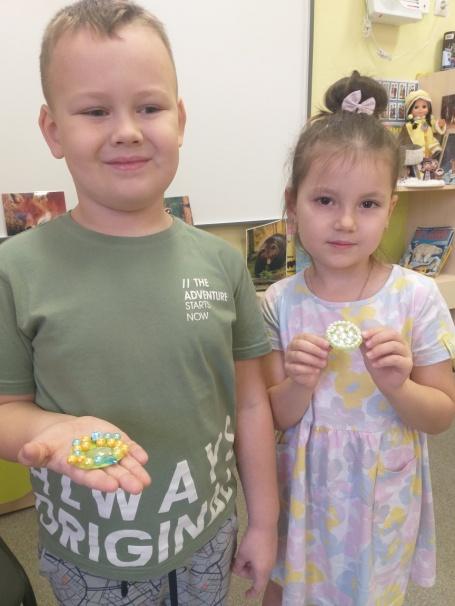 // THE
ADVENTURE
STARTS
NOW
ALWAYS
ORIGINAL